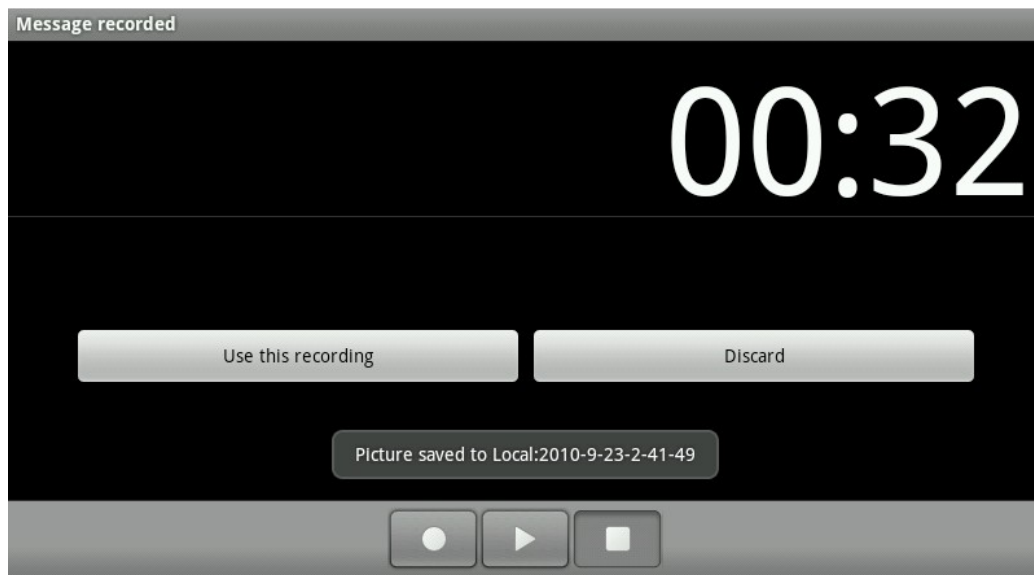 Message recorded
00:32
Use this recording
Discard
Picture saved to Local:2010-9-23-2-41-49